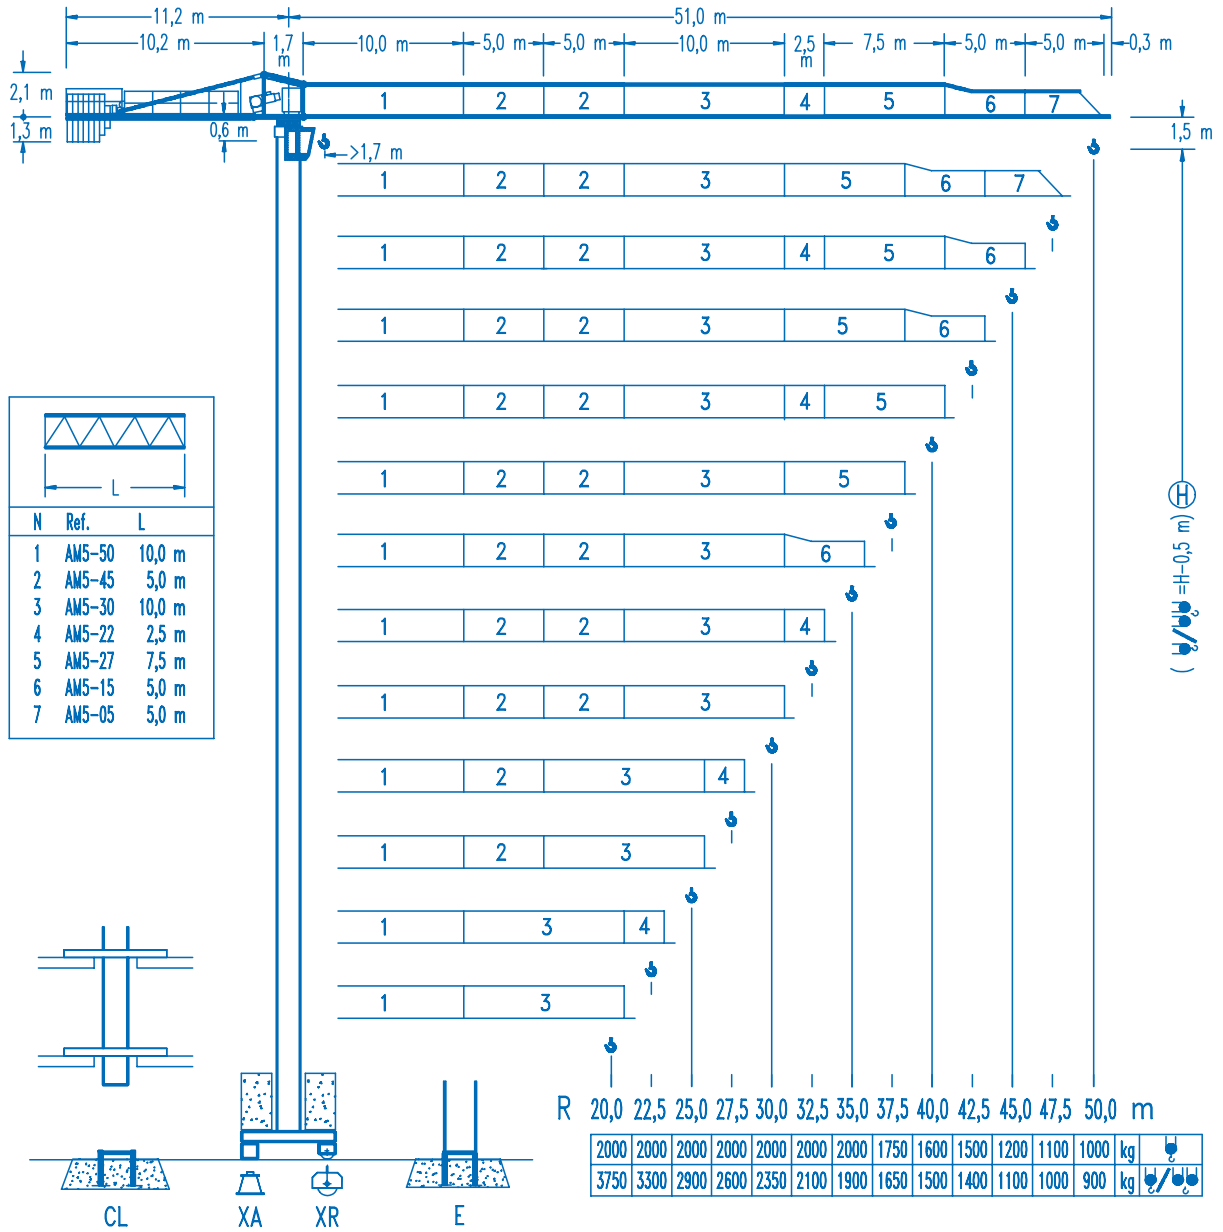 11,2 m 51,0 m
10,2 m 1,7 m 10,0 m 5,0 m 5,0 m 10,0 m 2,5 m 7,5 m 5,0 m 5,0 m 0,3 m
2,1 m 1 2 2 3 4 5 6 7
1,3 m 0,6 m 1,5 m
>1,7 m
1 2 2 3 5 6 7
1 2 2 3 4 5 6
1 2 2 3 5 6
1 2 2 3 4 5
1 2 2 3 5
1 2 2 3 6
1 2 2 3 4
1 2 2 3
1 2 3 4
1 2 3
1 3 4
1 3
H
( / =H-0,5 m)
L
N Ref. L
1 AM5-50 10,0 m
2 AM5-45 5,0 m
3 AM5-30 10,0 m
4 AM5-22 2,5 m
5 AM5-27 7,5 m
6 AM5-15 5,0 m
7 AM5-05 5,0 m
R 20,0 22,5 25,0 27,5 30,0 32,5 35,0 37,5 40,0 42,5 45,0 47,5 50,0 m
2000 2000 2000 2000 2000 2000 2000 1750 1600 1500 1200 1100 1000 kg
3750 3300 2900 2600 2350 2100 1900 1650 1500 1400 1100 1000 900 kg /
CL XA XR E